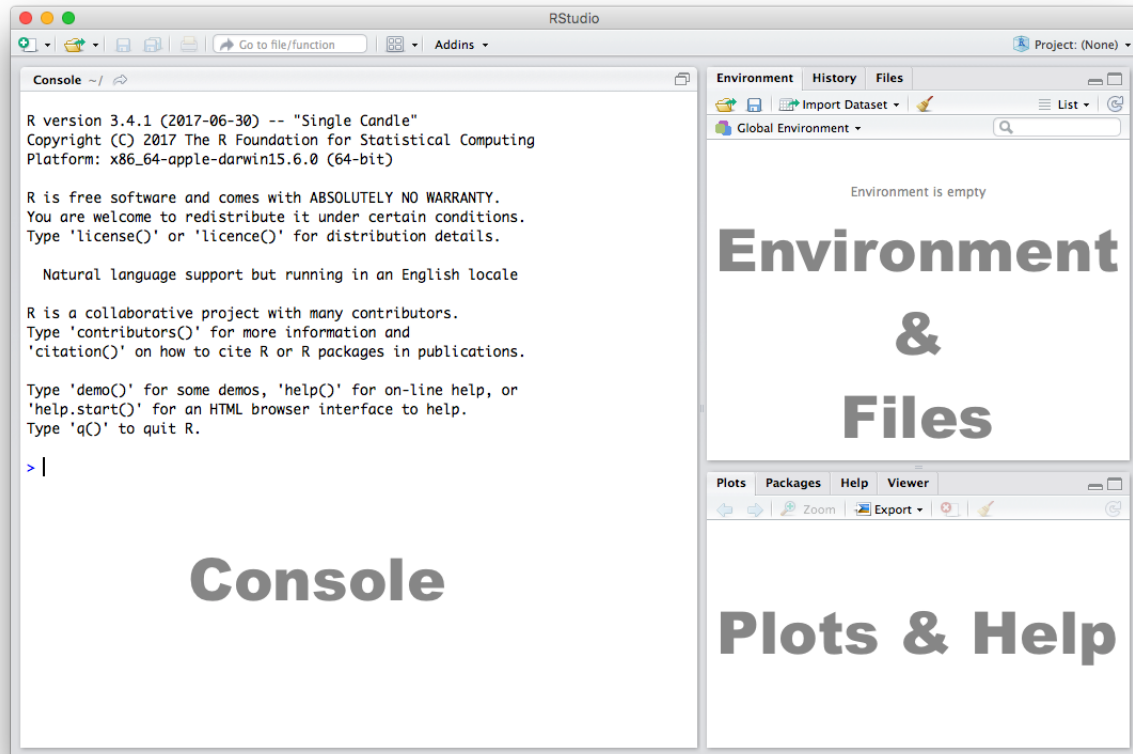 RStudio
Go to file/function
Addins
Project: (None)
Console ~/
R version 3.4.1 (2017-06-30) -- "Single Candle"
Copyright (C) 2017 The R Foundation for Statistical Computing
Platform: x86_64-apple-darwin15.6.0 (64-bit)
R is free software and comes with ABSOLUTELY NO WARRANTY.
You are welcome to redistribute it under certain conditions.
Type 'license()' or 'licence()' for distribution details.
Natural language support but running in an English locale
R is a collaborative project with many contributors.
Type 'contributors()' for more information and
'citation()' on how to cite R or R packages in publications.
Type 'demo()' for some demos, 'help()' for on-line help, or
'help.start()' for an HTML browser interface to help.
Type 'q()' to quit R.
>
Console
Environment History Files
Import Dataset List
Global Environment
Environment is empty
Environment
&
Files
Plots Packages Help Viewer
Zoom Export
Plots & Help